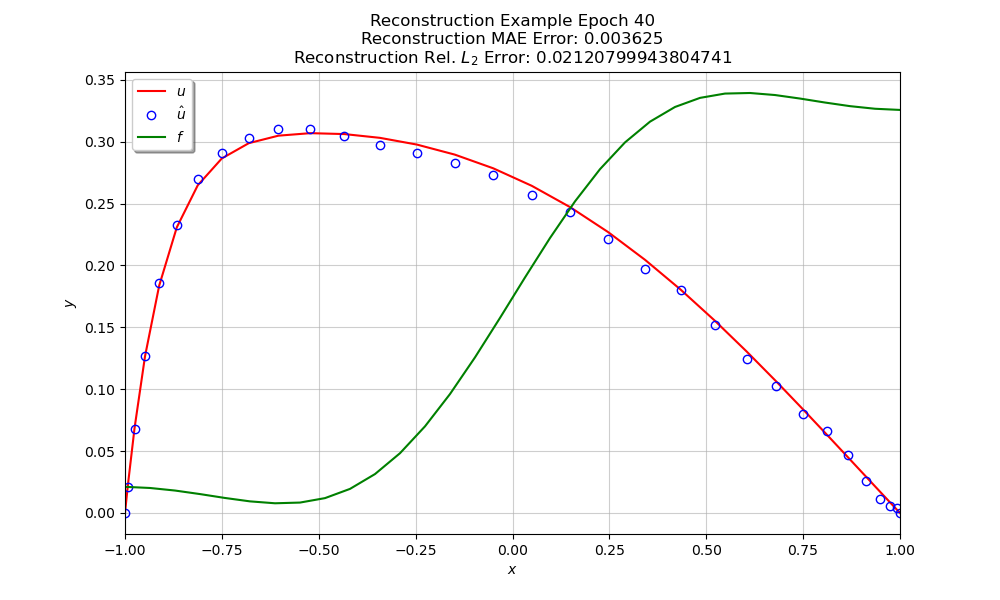 Reconstruction Example Epoch 40
Reconstruction MAE Error: 0.003625
Reconstruction Rel. L₂ Error: 0.02120799943804741
u
û
f
0.35
0.30
0.25
0.20
0.15
0.10
0.05
0.00
y
−1.00 −0.75 −0.50 −0.25 0.00 0.25 0.50 0.75 1.00
x